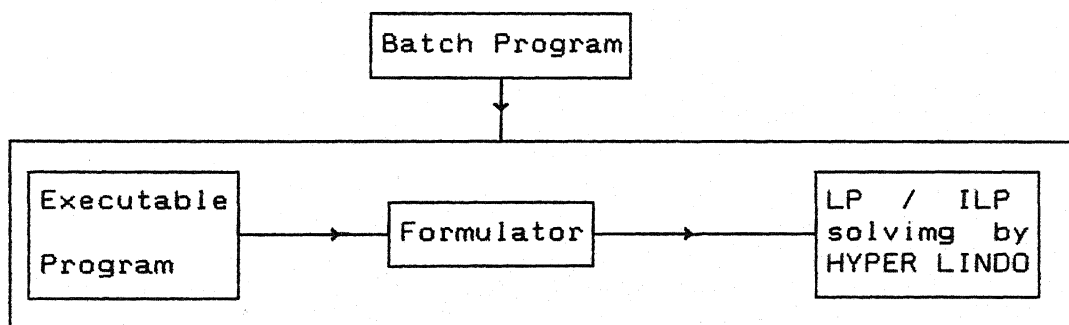 Batch Program
Executable
Program
Formulator
LP / ILP
solvimg by
HYPER LINDO